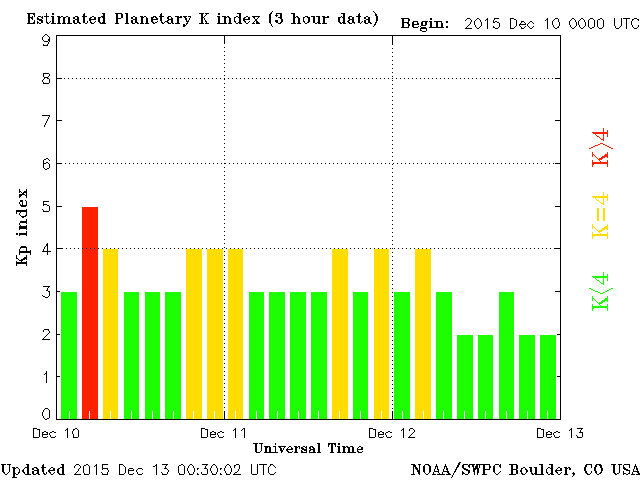 Estimated Planetary K index (3 hour data) Begin: 2015 Dec 10 0000 UTC
9
8
7
6
5
4
3
2
1
0
Kp index
K>4
K=4
K<4
Dec 10 Dec 11 Dec 12 Dec 13
Universal Time
Updated 2015 Dec 13 00:30:02 UTC NOAA/SWPC Boulder, CO USA